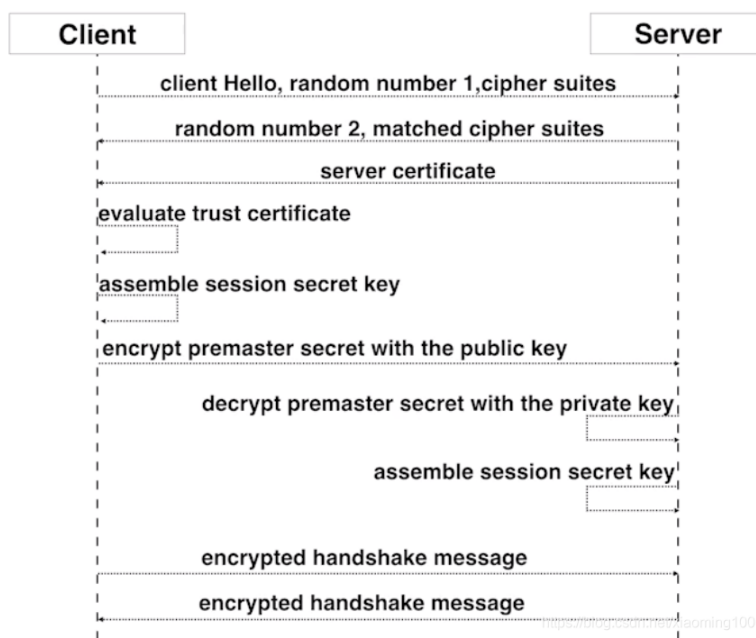 Client
Server
client Hello, random number 1,cipher suites
random number 2, matched cipher suites
server certificate
evaluate trust certificate
assemble session secret key
encrypt premaster secret with the public key
decrypt premaster secret with the private key
assemble session secret key
encrypted handshake message
encrypted handshake message
https://blog.csdn.net/xiaoming100